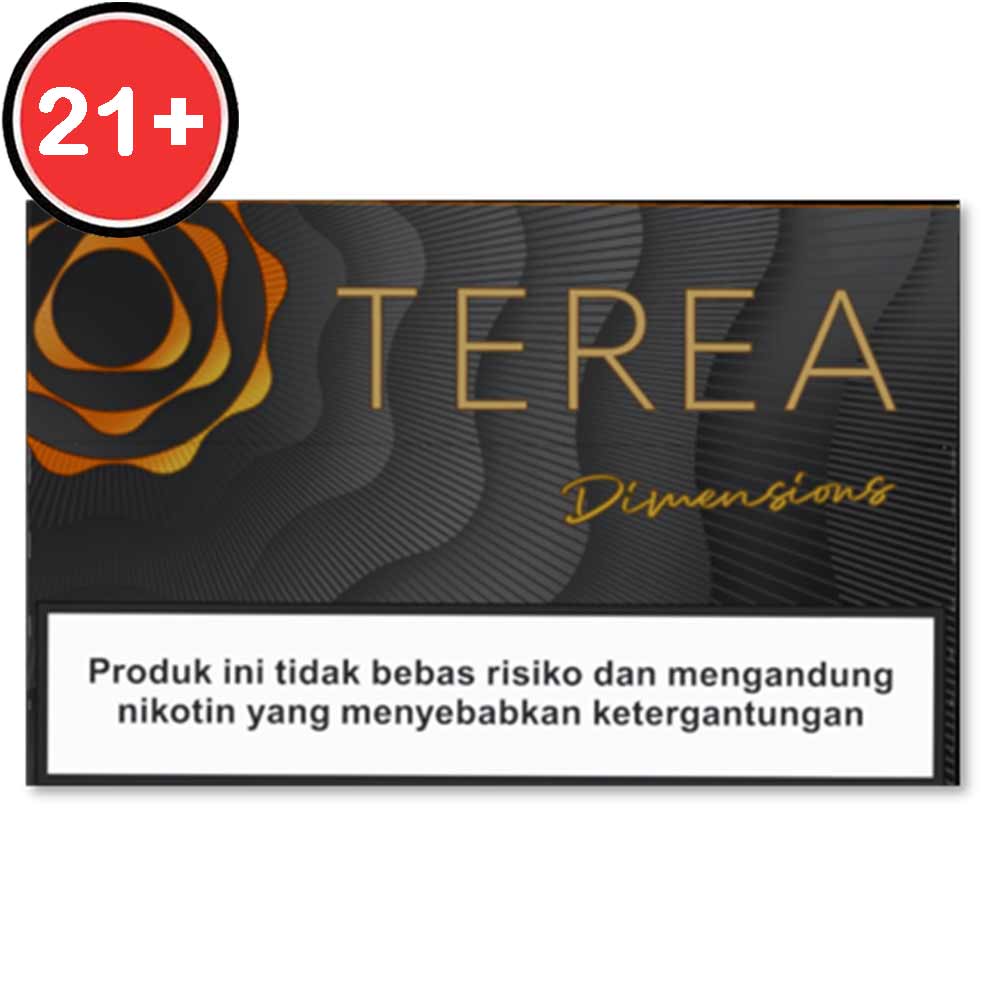 21+
TEREA
Dimensions
Produk ini tidak bebas risiko dan mengandung
nikotin yang menyebabkan ketergantungan